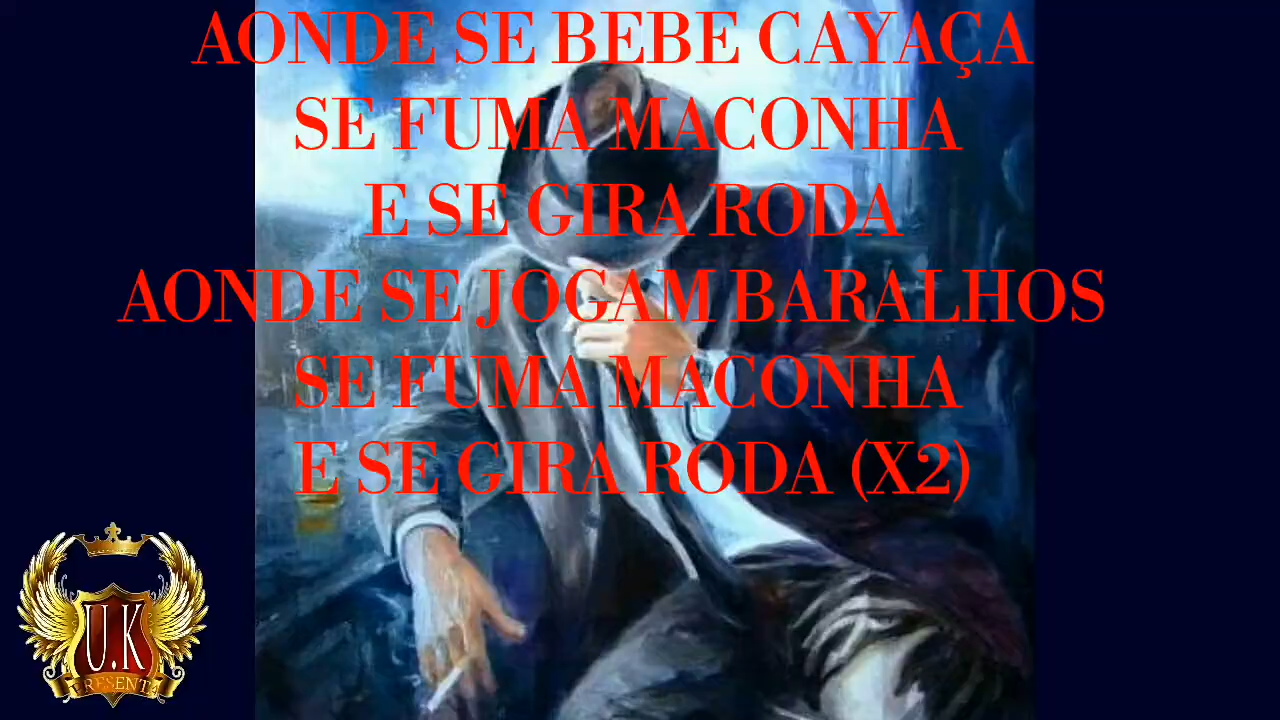 AONDE SE BEBE CAYAÇA
SE FUMA MACONHA
E SE GIRA RODA
AONDE SE JOGAM BARALHOS
SE FUMA MACONHA
E SE GIRA RODA (X2)
U.K
PRESENTA